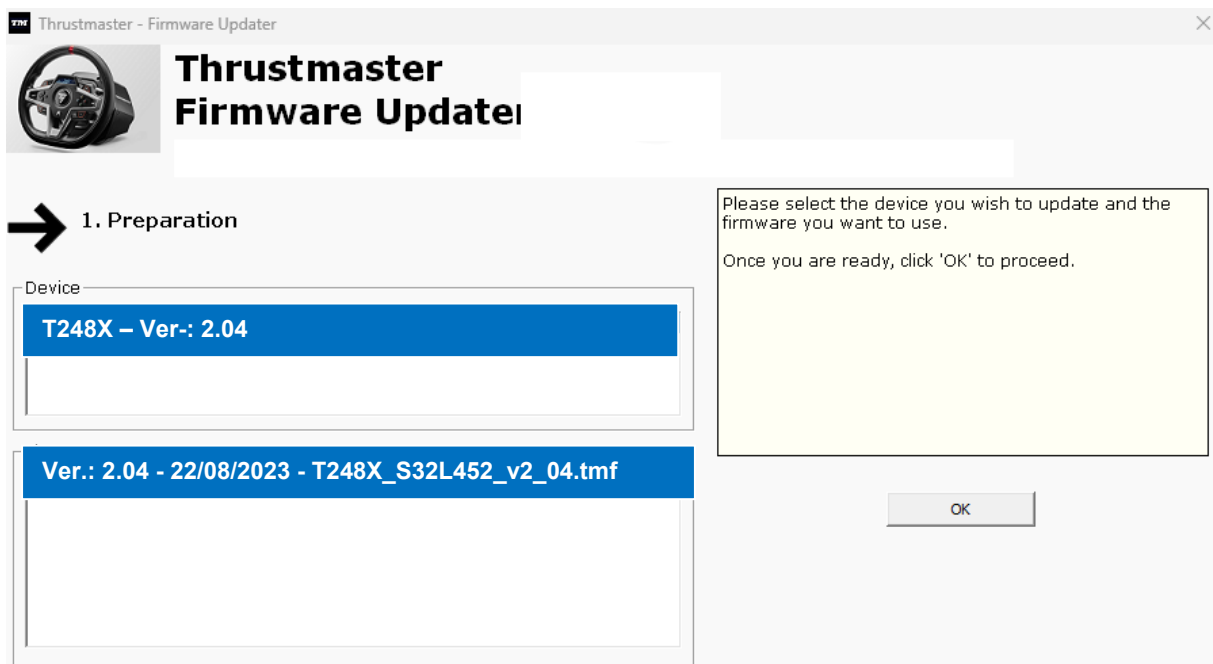 TM Thrustmaster - Firmware Updater
Thrustmaster
Firmware Updater
1. Preparation
Please select the device you wish to update and the
firmware you want to use.
Once you are ready, click 'OK' to proceed.
Device
T248X – Ver-: 2.04
Ver.: 2.04 - 22/08/2023 - T248X_S32L452_v2_04.tmf
OK